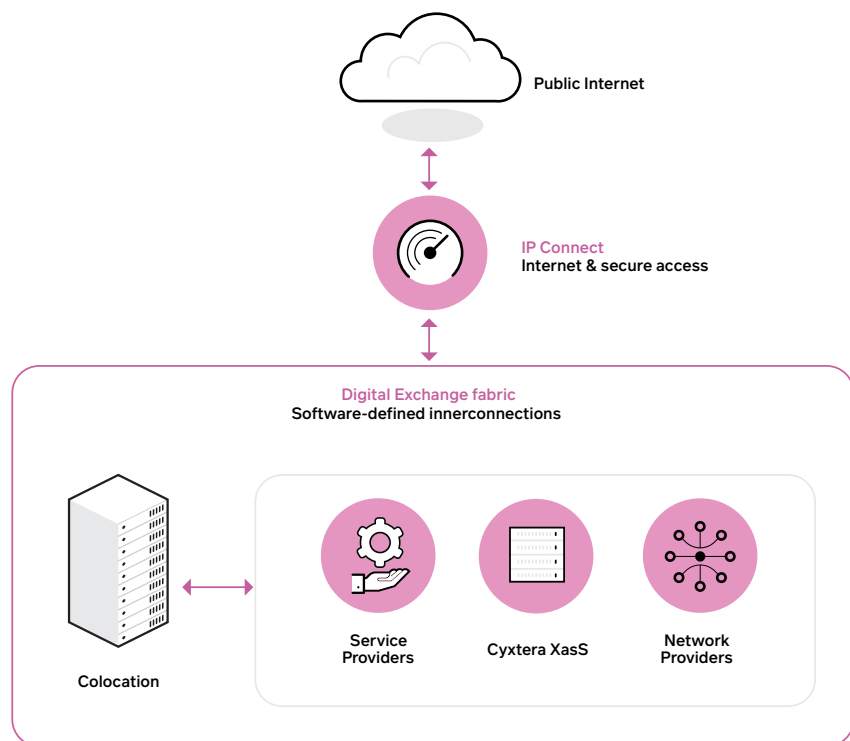 Public Internet
IP Connect
Internet & secure access
Digital Exchange fabric
Software-defined innerconnections
Service
Providers
Cyxtera XasS
Network
Providers
Colocation